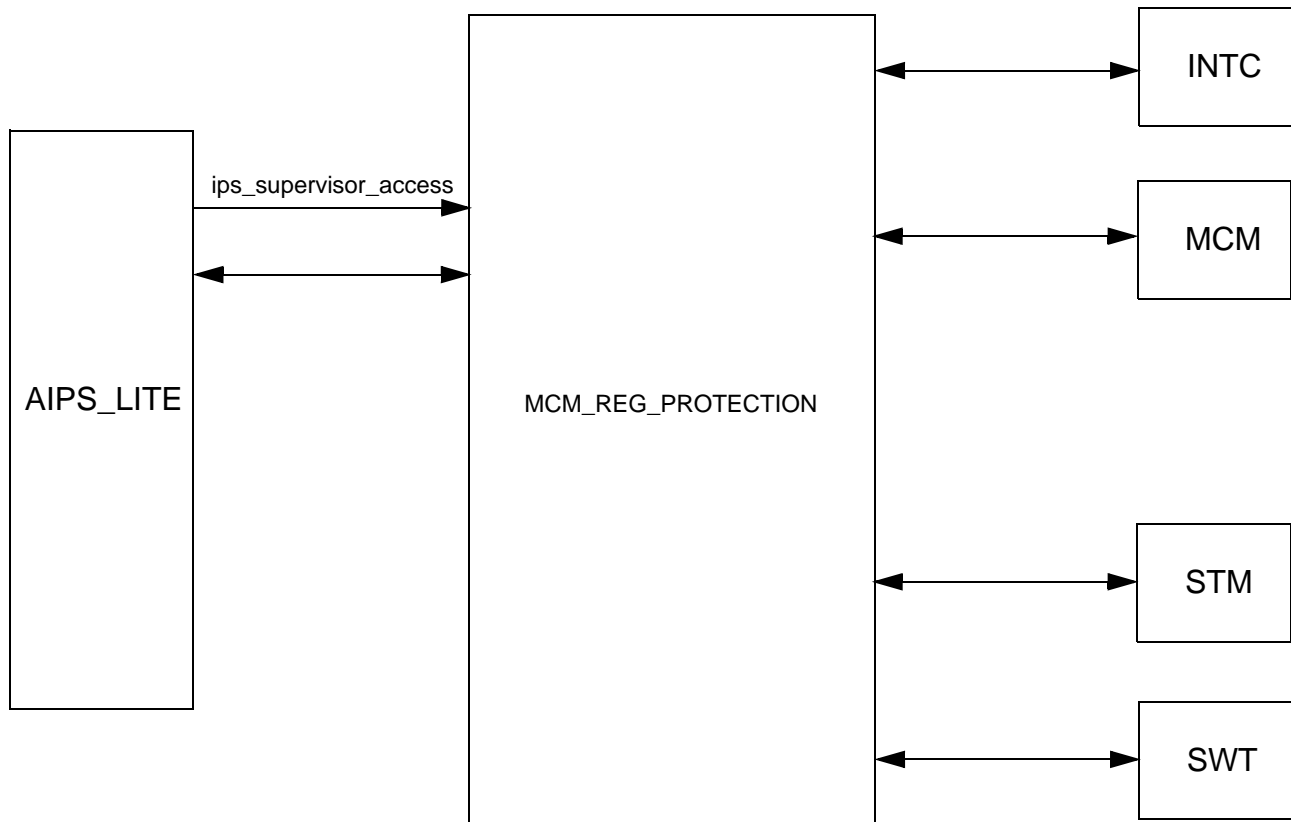 INTC
ips_supervisor_access
MCM
AIPS_LITE
MCM_REG_PROTECTION
STM
SWT